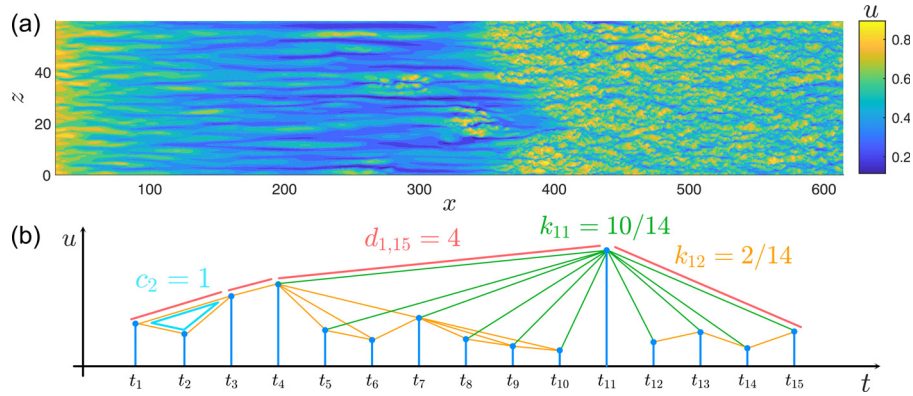 (a)
u
z
40
20
0
100
200
300
400
500
600
x
0.8
0.6
0.4
0.2
(b)
u
c₂ = 1
d₁,₁₅ = 4
k₁₁ = 10/14
k₁₂ = 2/14
t₁ t₂ t₃ t₄ t₅ t₆ t₇ t₈ t₉ t₁₀ t₁₁ t₁₂ t₁₃ t₁₄ t₁₅
t